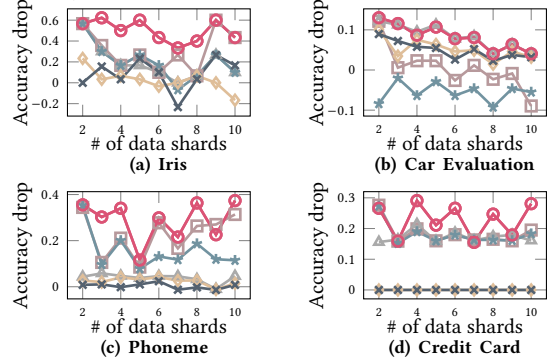 Accuracy drop
0.6
0.4
0.2
0
−0.2
2 4 6 8 10
# of data shards
(a) Iris
Accuracy drop
0.1
0
−0.1
2 4 6 8 10
# of data shards
(b) Car Evaluation
Accuracy drop
0.4
0.2
0
2 4 6 8 10
# of data shards
(c) Phoneme
Accuracy drop
0.3
0.2
0.1
0
2 4 6 8 10
# of data shards
(d) Credit Card